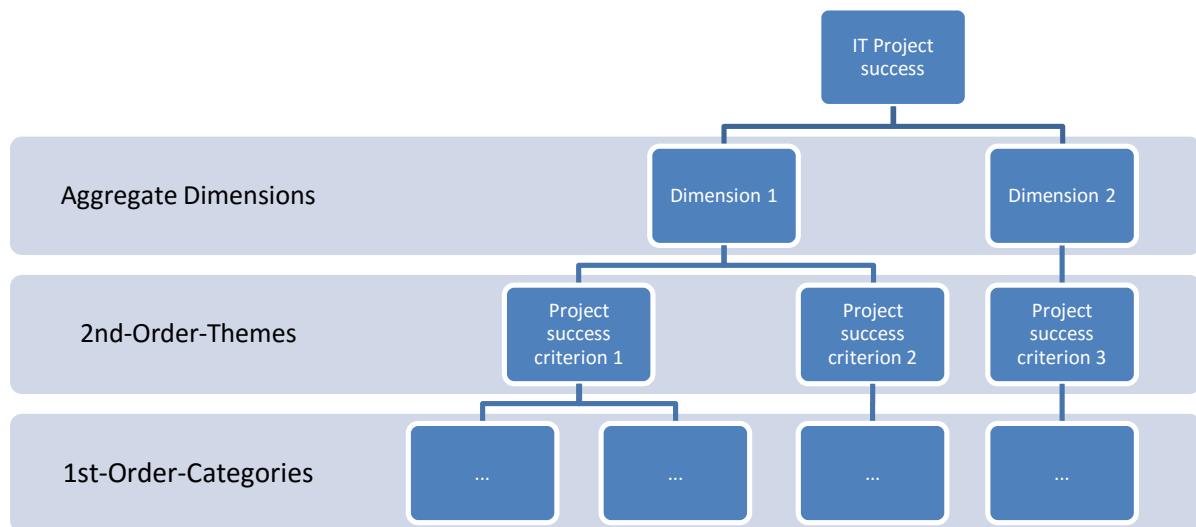 IT Project
success
Aggregate Dimensions
Dimension 1
Dimension 2
2nd-Order-Themes
Project
success
criterion 1
Project
success
criterion 2
Project
success
criterion 3
1st-Order-Categories
...
...
...
...